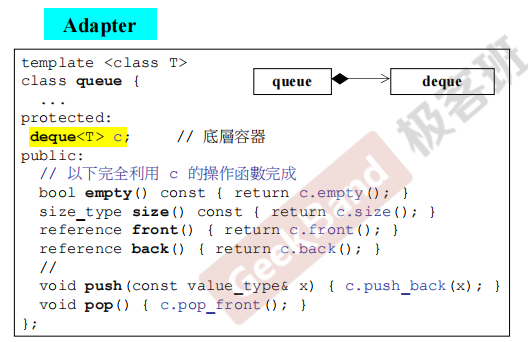 Adapter
template <class T>
class queue {
queue
deque
...
protected:
deque<T> c; // 底層容器
public:
// 以下完全利用 c 的操作函數完成
bool empty() const { return c.empty(); }
size_type size() const { return c.size(); }
reference front() { return c.front(); }
reference back() { return c.back(); }
//
void push(const value_type& x) { c.push_back(x); }
void pop() { c.pop_front(); }
};
GeekBand 极客班